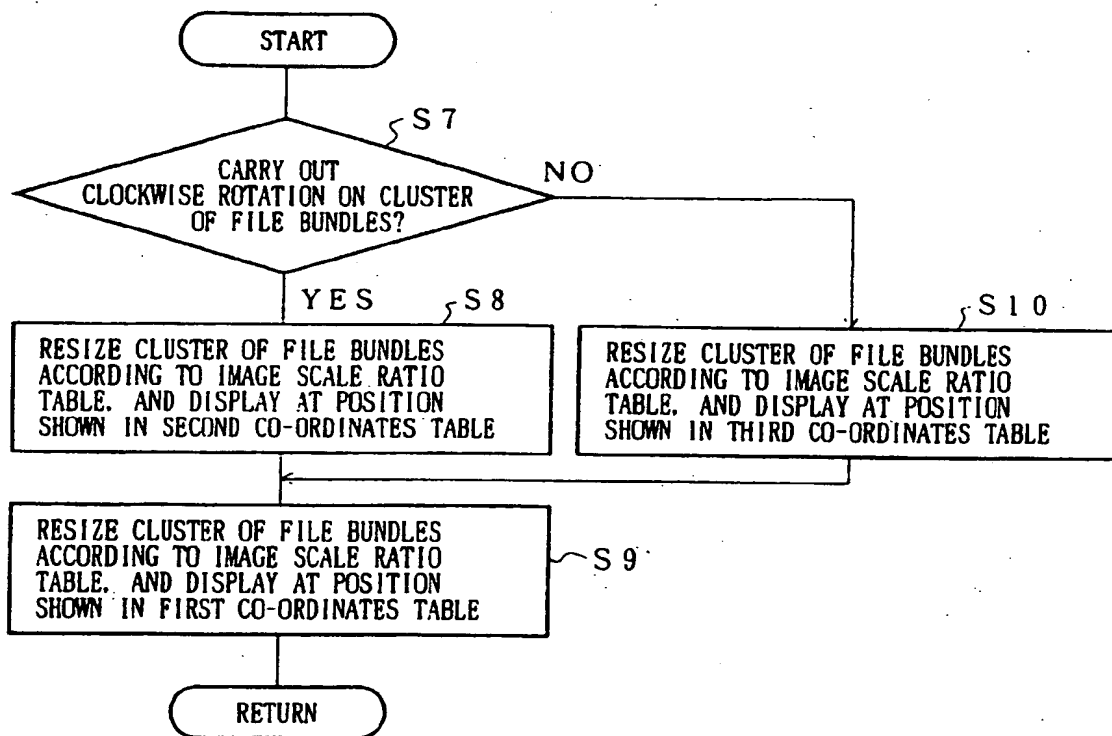 START
S7
CARRY OUT
CLOCKWISE ROTATION ON CLUSTER
OF FILE BUNDLES?
NO
YES
S8
RESIZE CLUSTER OF FILE BUNDLES
ACCORDING TO IMAGE SCALE RATIO
TABLE. AND DISPLAY AT POSITION
SHOWN IN SECOND CO-ORDINATES TABLE
S10
RESIZE CLUSTER OF FILE BUNDLES
ACCORDING TO IMAGE SCALE RATIO
TABLE. AND DISPLAY AT POSITION
SHOWN IN THIRD CO-ORDINATES TABLE
RESIZE CLUSTER OF FILE BUNDLES
ACCORDING TO IMAGE SCALE RATIO
TABLE. AND DISPLAY AT POSITION
SHOWN IN FIRST CO-ORDINATES TABLE
S9
RETURN